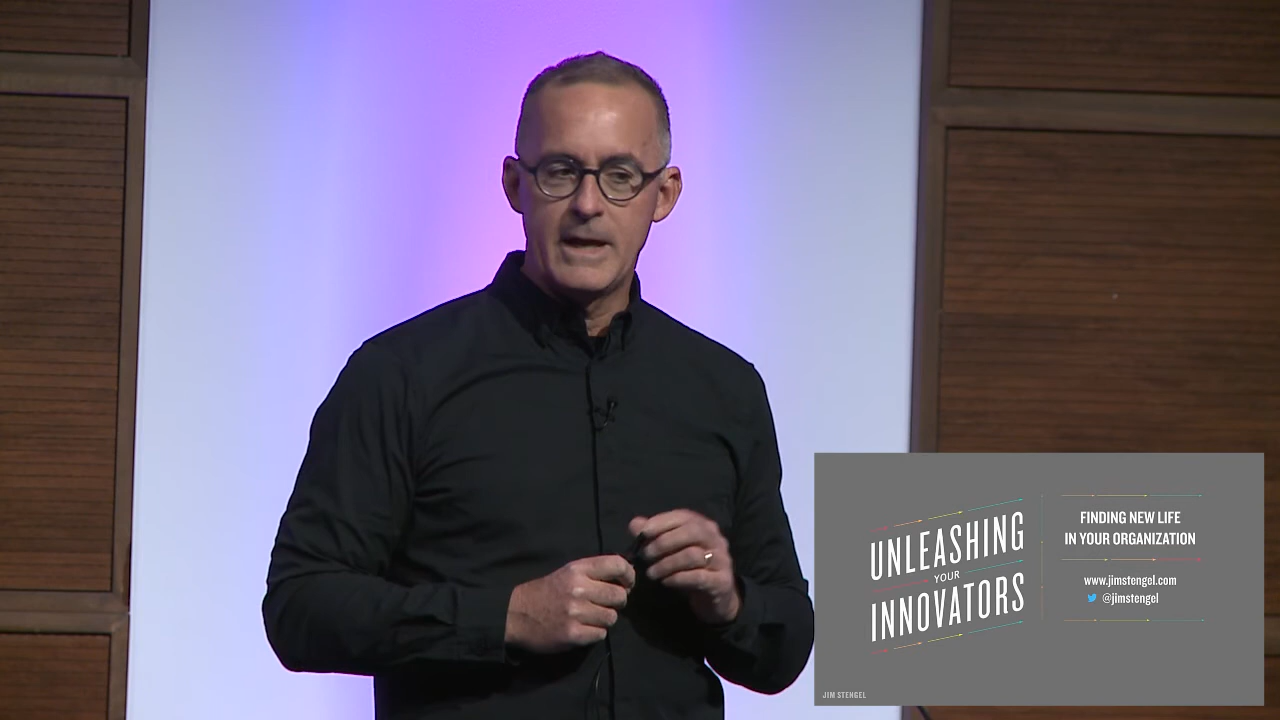 UNLEASHING
YOUR
INNOVATORS
FINDING NEW LIFE
IN YOUR ORGANIZATION
www.jimstengel.com
@jimstengel
JIM STENGEL